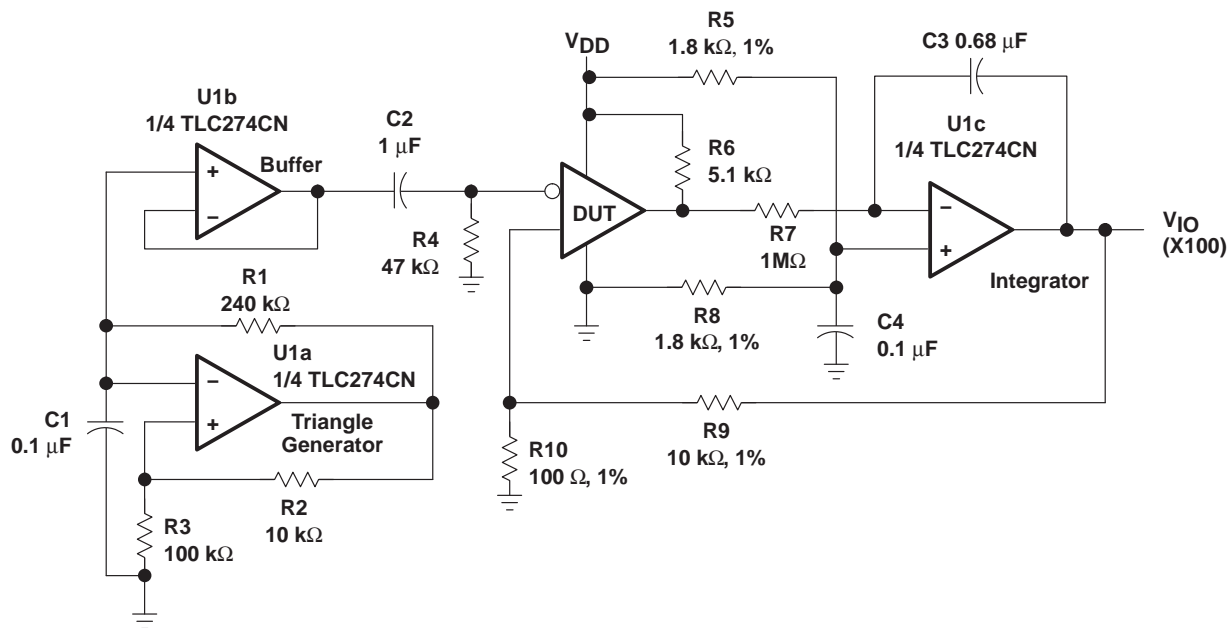 U1b
1/4 TLC274CN
Buffer
+
−
C2
1 μF
R4
47 kΩ
VDD
R5
1.8 kΩ, 1%
R6
5.1 kΩ
DUT
R7
1MΩ
C3 0.68 μF
U1c
1/4 TLC274CN
−
+
Integrator
VIO
(X100)
R8
1.8 kΩ, 1%
C4
0.1 μF
R1
240 kΩ
U1a
1/4 TLC274CN
−
+
Triangle
Generator
C1
0.1 μF
R2
10 kΩ
R3
100 kΩ
R9
10 kΩ, 1%
R10
100 Ω, 1%